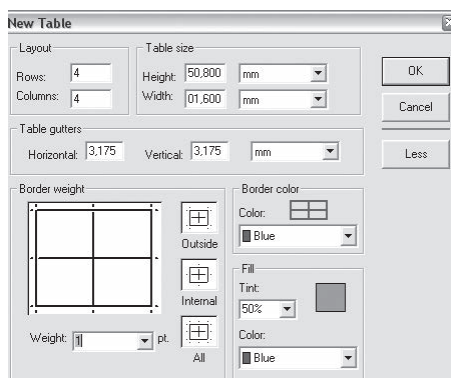 New Table
Layout
Rows: 4
Columns: 4
Table size
Height: 50,800 mm
Width: 01,600 mm
OK
Cancel
Less
Table gutters
Horizontal: 3,175 Vertical: 3,175 mm
Border weight
Outside
Internal
All
Weight: 1 pt.
Border color
Color:
Blue
Fill
Tint:
50%
Color:
Blue